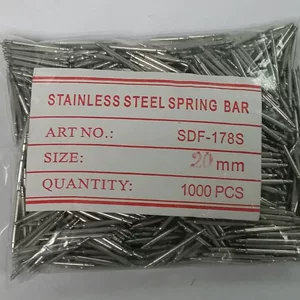 STAINLESS STEEL SPRING BAR
ART NO.: SDF-178S
SIZE: 20 mm
QUANTITY: 1000 PCS